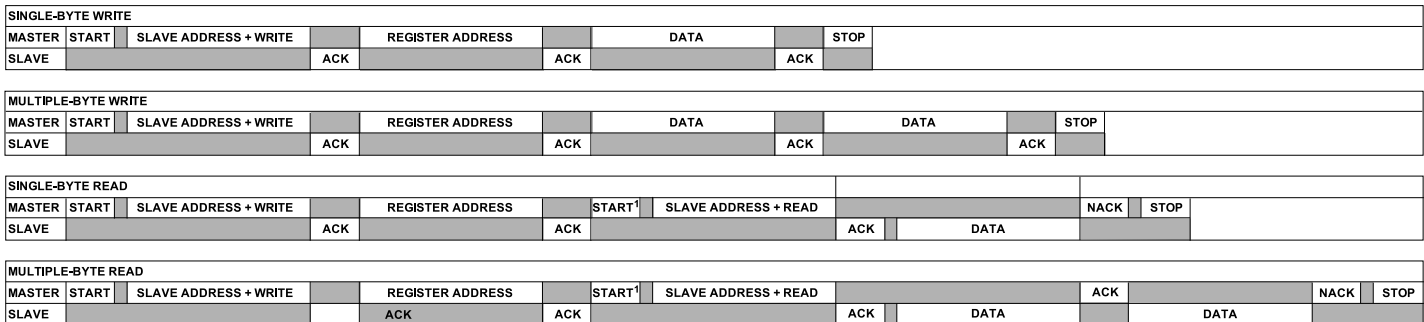 SINGLE-BYTE WRITE
MASTER START SLAVE ADDRESS + WRITE REGISTER ADDRESS DATA STOP
SLAVE ACK ACK ACK
MULTIPLE-BYTE WRITE
MASTER START SLAVE ADDRESS + WRITE REGISTER ADDRESS DATA DATA STOP
SLAVE ACK ACK ACK ACK
SINGLE-BYTE READ
MASTER START SLAVE ADDRESS + WRITE REGISTER ADDRESS START¹ SLAVE ADDRESS + READ NACK STOP
SLAVE ACK ACK ACK DATA
MULTIPLE-BYTE READ
MASTER START SLAVE ADDRESS + WRITE REGISTER ADDRESS START¹ SLAVE ADDRESS + READ ACK NACK STOP
SLAVE ACK ACK ACK DATA DATA